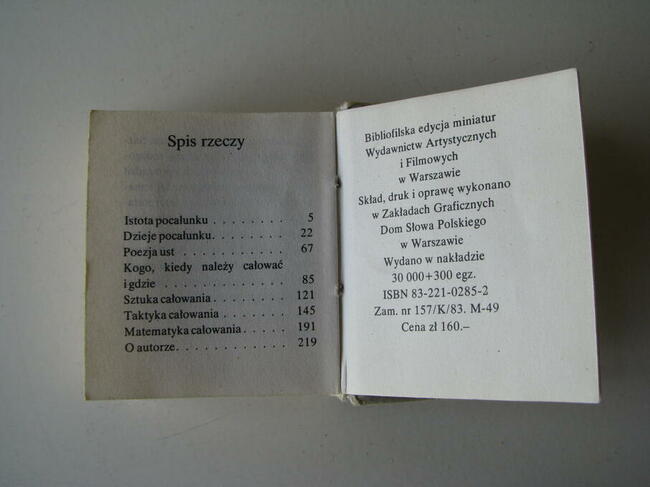 Spis rzeczy
Istota pocałunku . . . . . . . . 5
Dzieje pocałunku. . . . . . . . 22
Poezja ust . . . . . . . . . . . 67
Kogo, kiedy należy całować
i gdzie . . . . . . . . . . . . 85
Sztuka całowania. . . . . . . . 121
Taktyka całowania . . . . . . . 145
Matematyka całowania. . . . . 191
O autorze. . . . . . . . . . . 219
Bibliofilska edycja miniatur
Wydawnictw Artystycznych
i Filmowych
w Warszawie
Skład, druk i oprawę wykonano
w Zakładach Graficznych
Dom Słowa Polskiego
w Warszawie
Wydano w nakładzie
30 000+300 egz.
ISBN 83-221-0285-2
Zam. nr 157/K/83. M-49
Cena zł 160.–